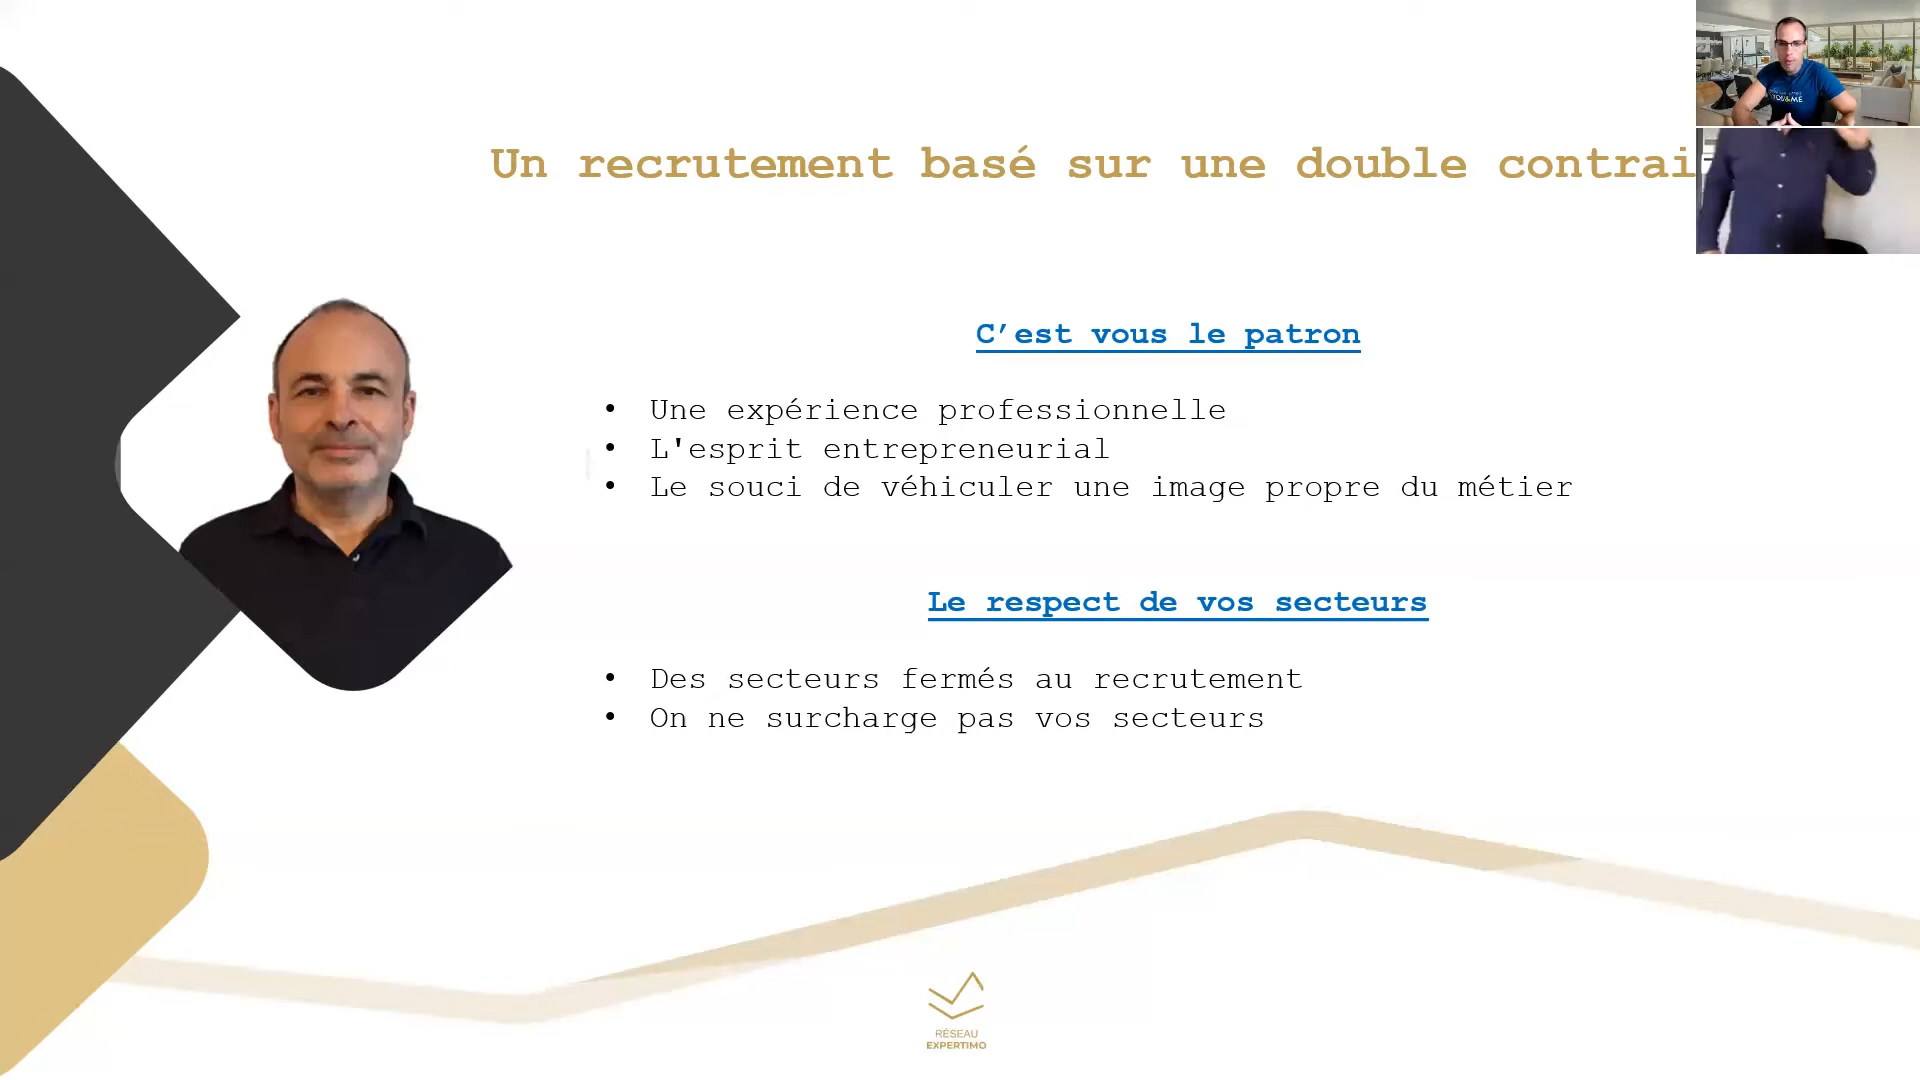 Un recrutement basé sur une double contrai
C’est vous le patron
• Une expérience professionnelle
• L'esprit entrepreneurial
• Le souci de véhiculer une image propre du métier
Le respect de vos secteurs
• Des secteurs fermés au recrutement
• On ne surcharge pas vos secteurs
RÉSEAU
EXPERTIMO